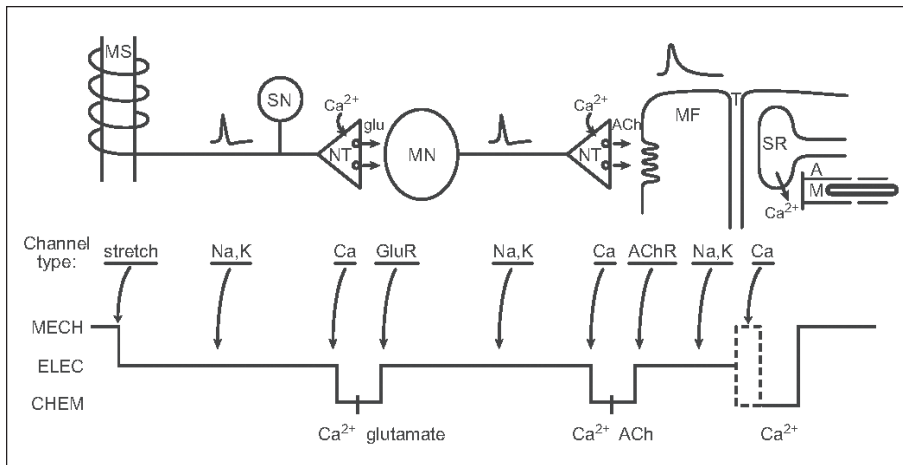 MS
SN
Ca2+
glu
NT
MN
Ca2+
ACh
NT
MF
T
SR
A
M
Ca2+
Channel type:
stretch Na,K Ca GluR Na,K Ca AChR Na,K Ca
MECH
ELEC
CHEM
Ca2+ glutamate Ca2+ ACh Ca2+